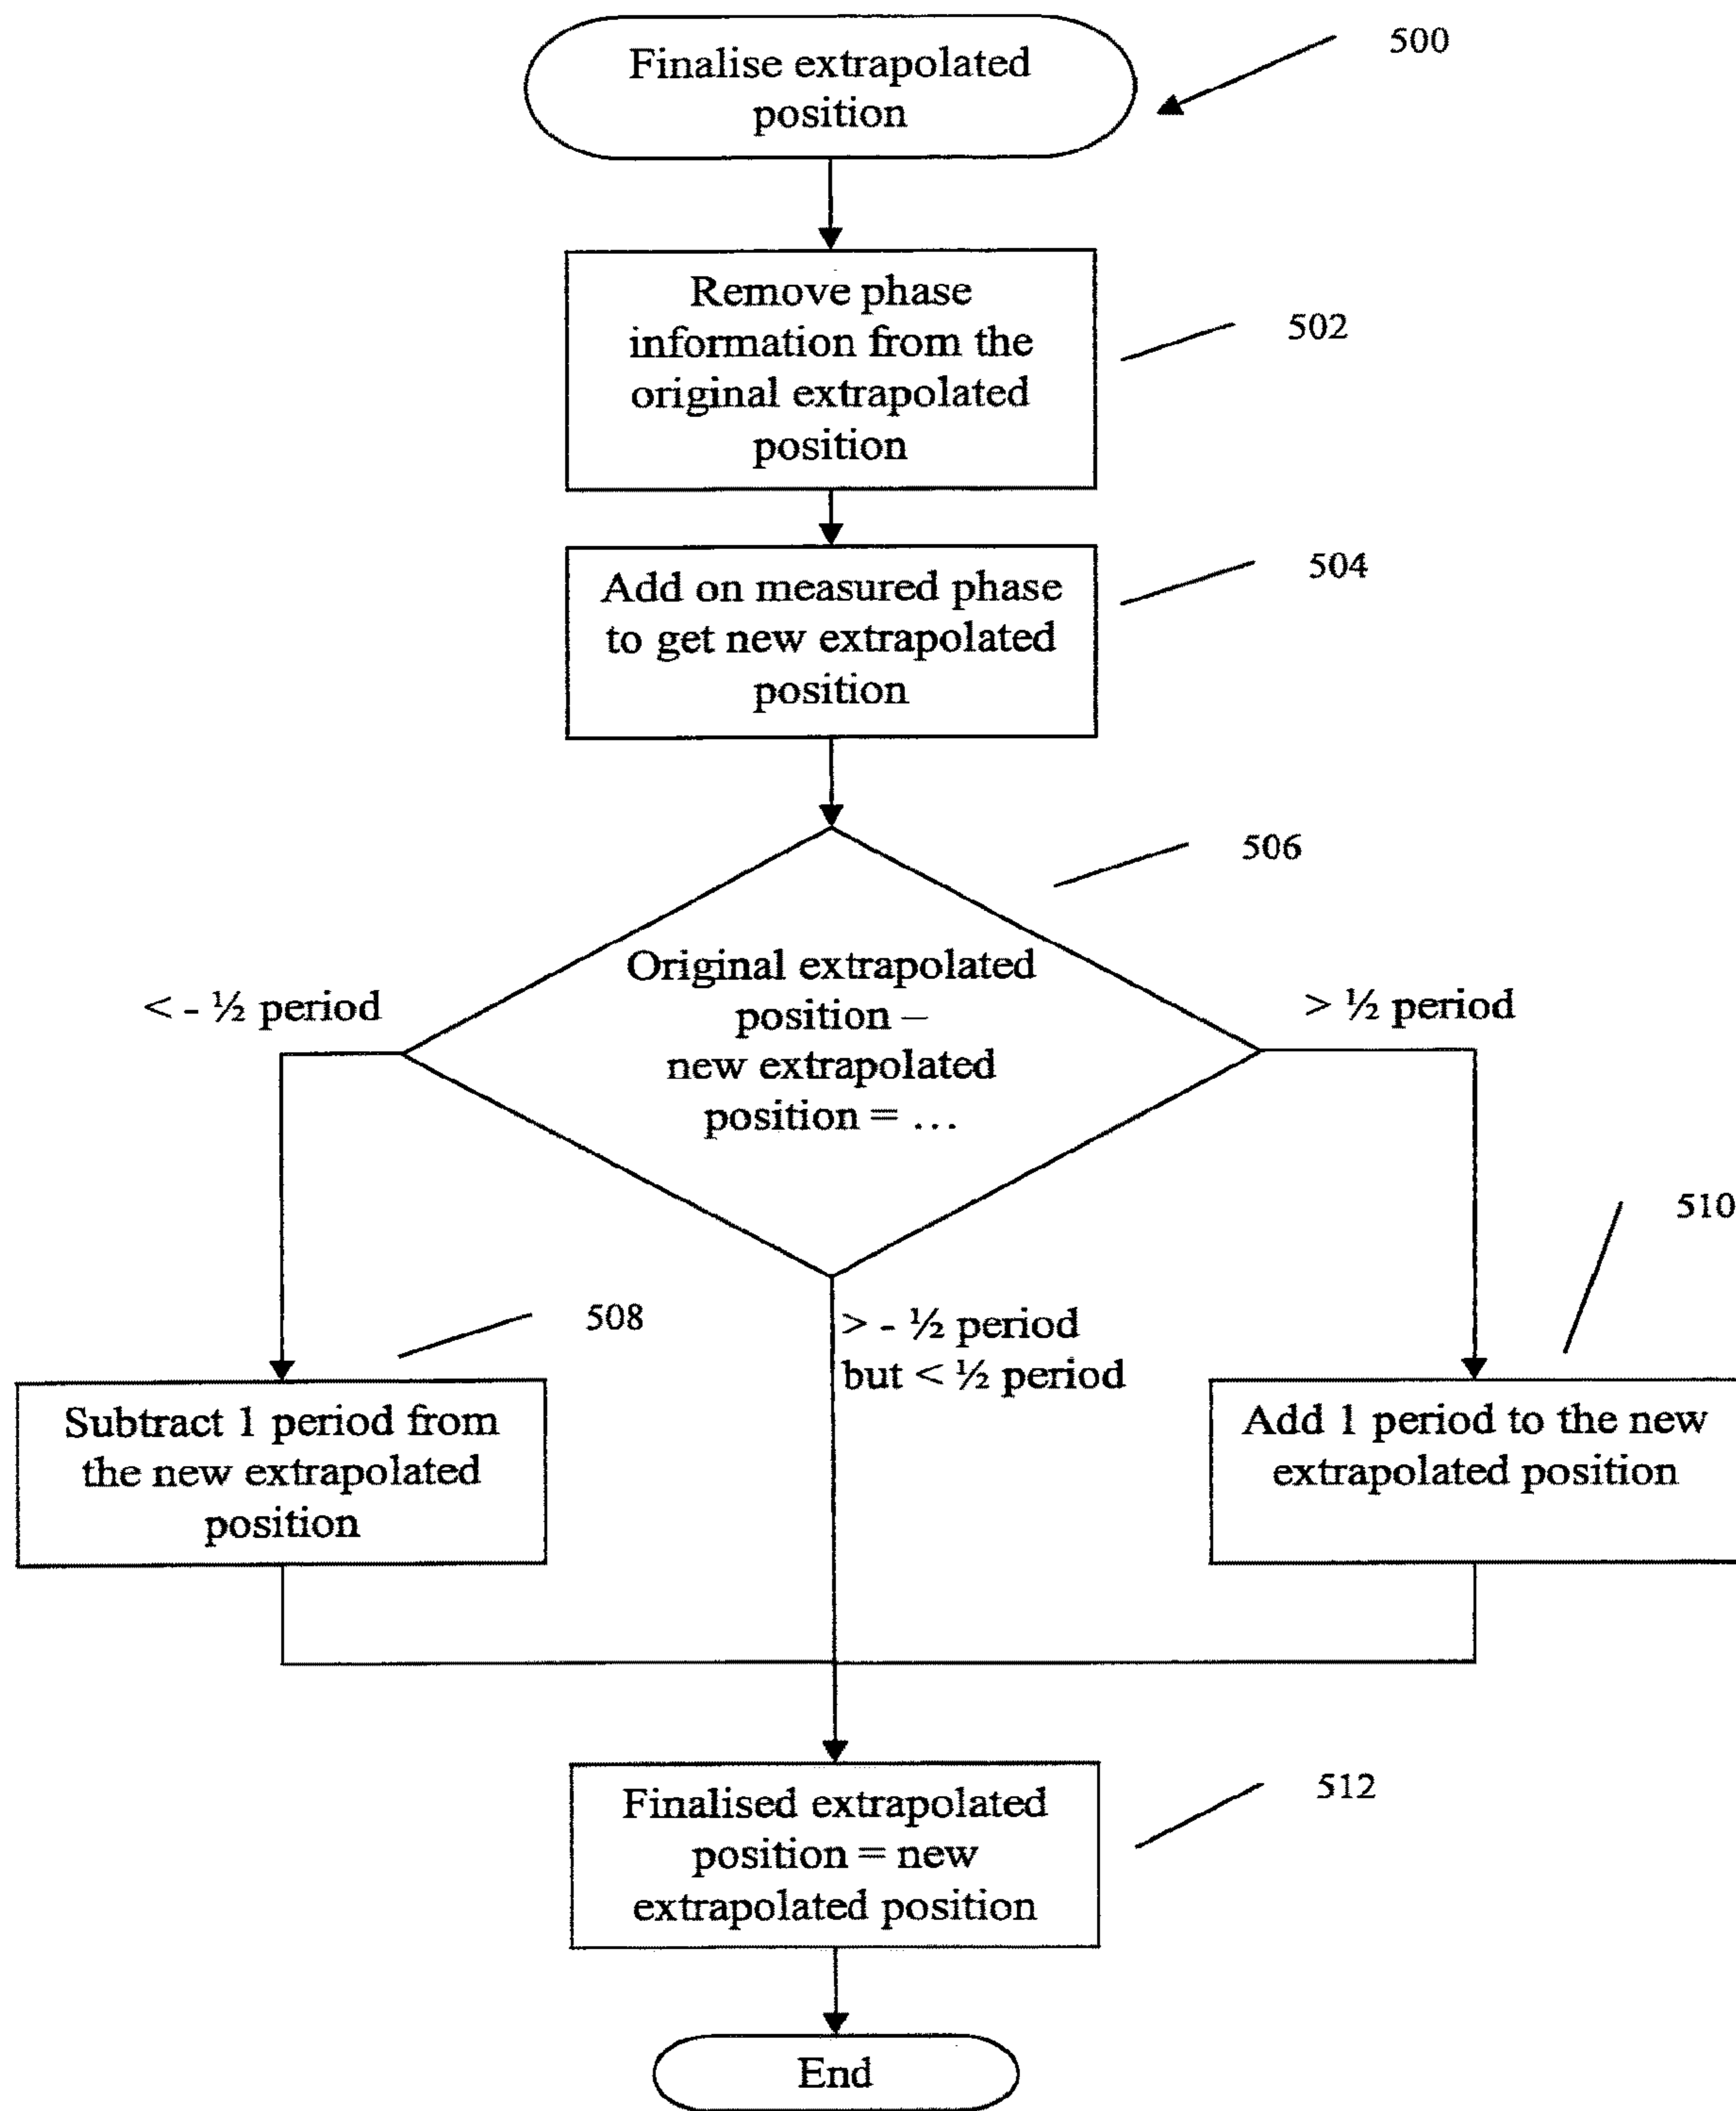 Finalise extrapolated
position
500
Remove phase
information from the
original extrapolated
position
502
Add on measured phase
to get new extrapolated
position
504
506
Original extrapolated
position –
new extrapolated
position = …
< - ½ period
> ½ period
> - ½ period
but < ½ period
508
Subtract 1 period from
the new extrapolated
position
510
Add 1 period to the new
extrapolated position
Finalised extrapolated
position = new
extrapolated position
512
End